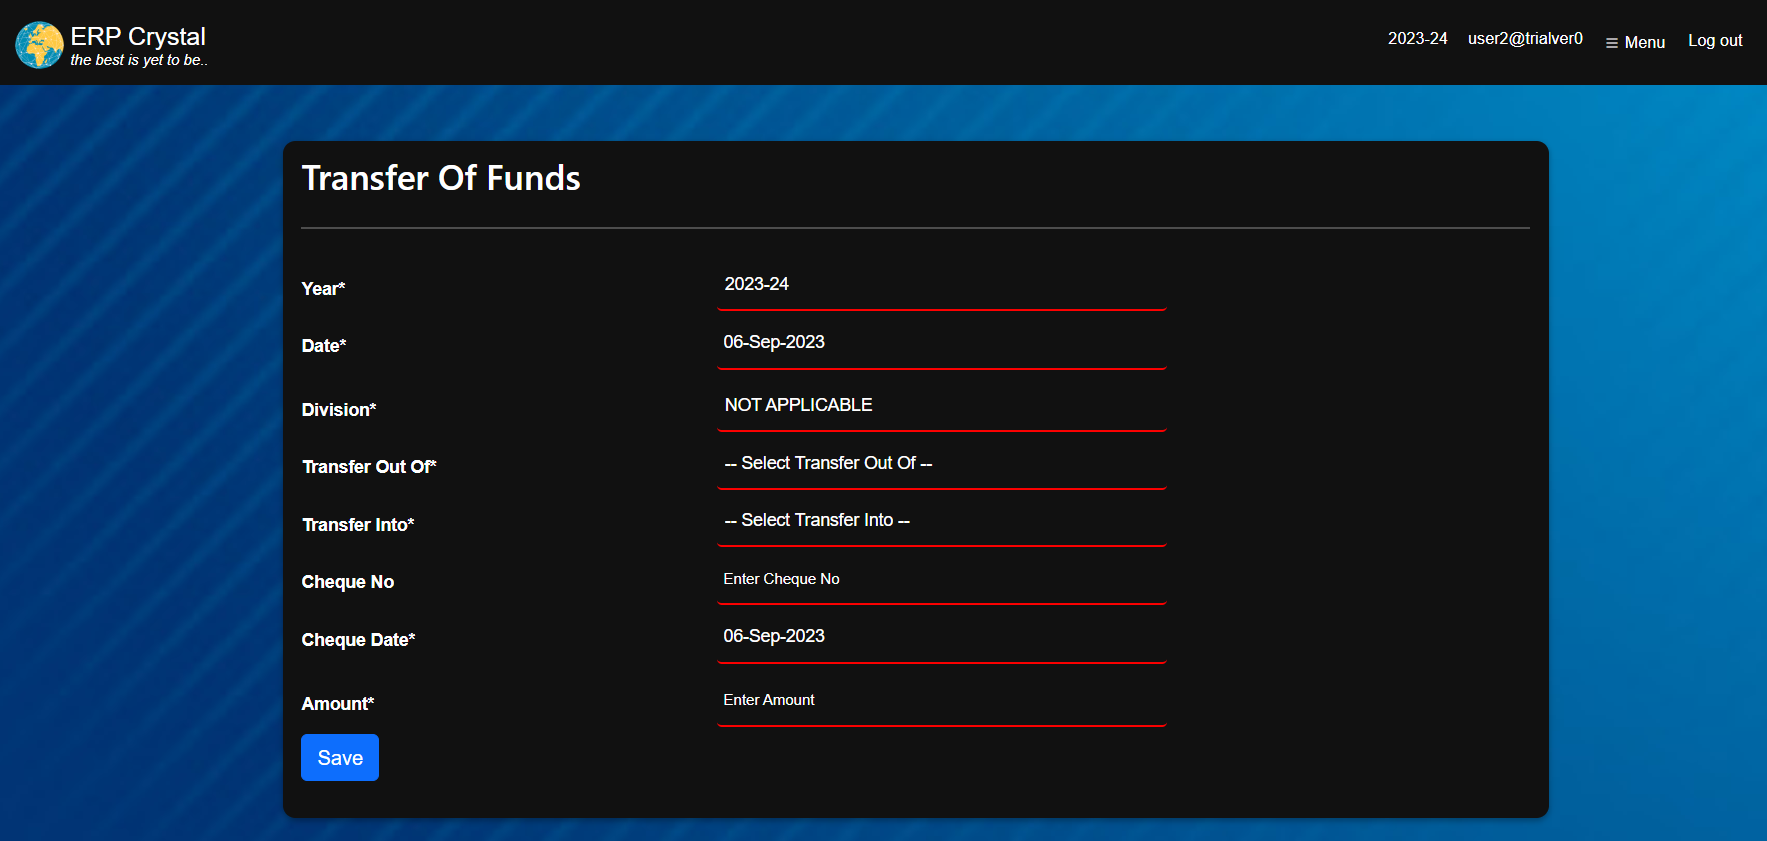 ERP Crystal
the best is yet to be..
2023-24
user2@trialver0
Menu
Log out
Transfer Of Funds
Year*
2023-24
Date*
06-Sep-2023
Division*
NOT APPLICABLE
Transfer Out Of*
-- Select Transfer Out Of --
Transfer Into*
-- Select Transfer Into --
Cheque No
Enter Cheque No
Cheque Date*
06-Sep-2023
Amount*
Enter Amount
Save